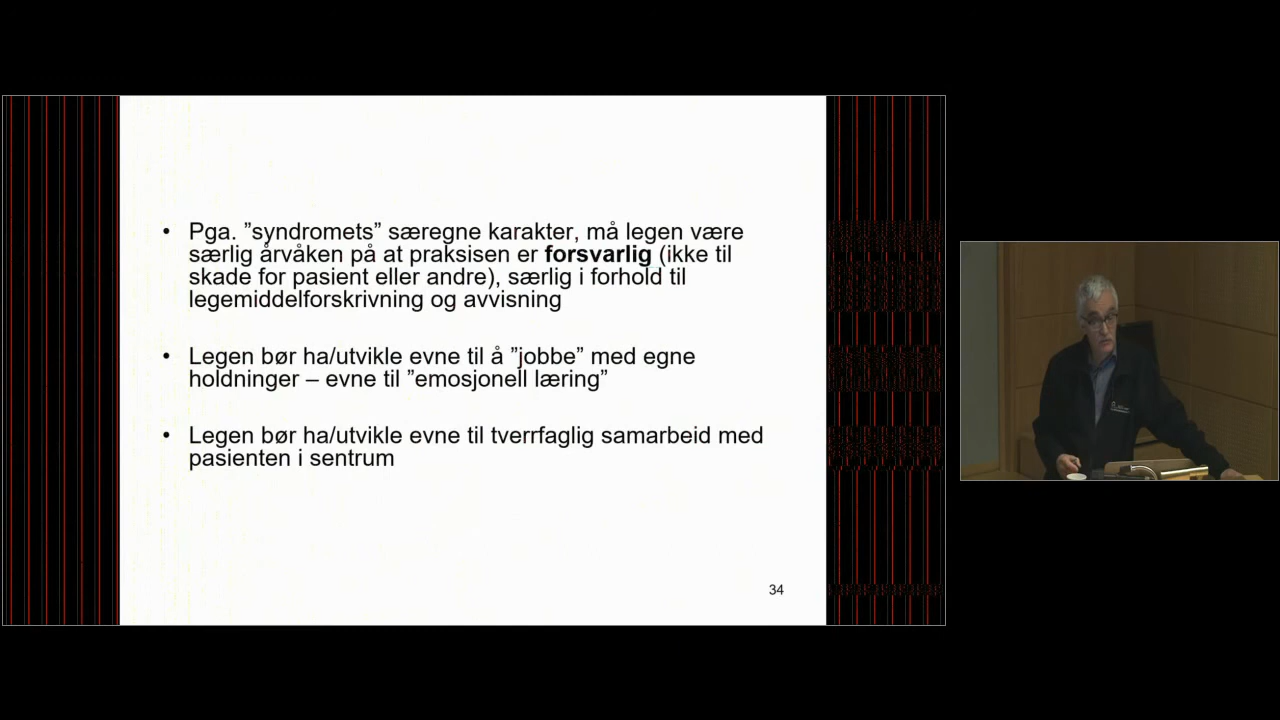 • Pga. ”syndromets” særegne karakter, må legen være
særlig årvåken på at praksisen er forsvarlig (ikke til
skade for pasient eller andre), særlig i forhold til
legemiddelforskrivning og avvisning
• Legen bør ha/utvikle evne til å ”jobbe” med egne
holdninger – evne til ”emosjonell læring”
• Legen bør ha/utvikle evne til tverrfaglig samarbeid med
pasienten i sentrum
34